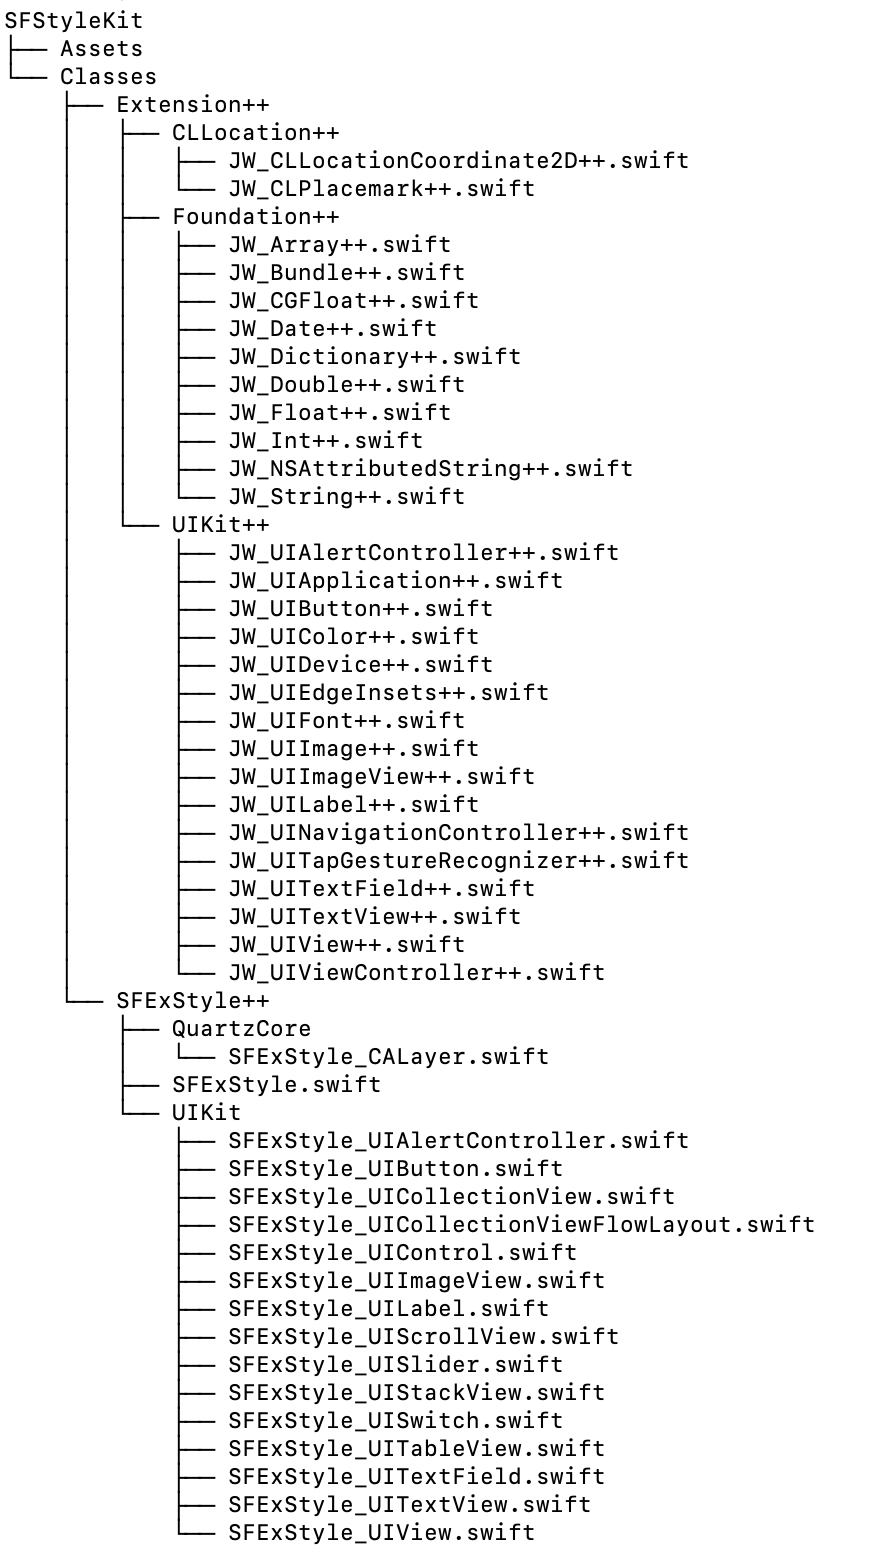 SFStyleKit
├── Assets
└── Classes
    ├── Extension++
    │   ├── CLLocation++
    │   │   ├── JW_CLLocationCoordinate2D++.swift
    │   │   └── JW_CLPlacemark++.swift
    │   ├── Foundation++
    │   │   ├── JW_Array++.swift
    │   │   ├── JW_Bundle++.swift
    │   │   ├── JW_CGFloat++.swift
    │   │   ├── JW_Date++.swift
    │   │   ├── JW_Dictionary++.swift
    │   │   ├── JW_Double++.swift
    │   │   ├── JW_Float++.swift
    │   │   ├── JW_Int++.swift
    │   │   ├── JW_NSAttributedString++.swift
    │   │   └── JW_String++.swift
    │   └── UIKit++
    │       ├── JW_UIAlertController++.swift
    │       ├── JW_UIApplication++.swift
    │       ├── JW_UIButton++.swift
    │       ├── JW_UIColor++.swift
    │       ├── JW_UIDevice++.swift
    │       ├── JW_UIEdgeInsets++.swift
    │       ├── JW_UIFont++.swift
    │       ├── JW_UIImage++.swift
    │       ├── JW_UIImageView++.swift
    │       ├── JW_UILabel++.swift
    │       ├── JW_UINavigationController++.swift
    │       ├── JW_UITapGestureRecognizer++.swift
    │       ├── JW_UITextField++.swift
    │       ├── JW_UITextView++.swift
    │       ├── JW_UIView++.swift
    │       └── JW_UIViewController++.swift
    └── SFExStyle++
        ├── QuartzCore
        │   └── SFExStyle_CALayer.swift
        ├── SFExStyle.swift
        └── UIKit
            ├── SFExStyle_UIAlertController.swift
            ├── SFExStyle_UIButton.swift
            ├── SFExStyle_UICollectionView.swift
            ├── SFExStyle_UICollectionViewFlowLayout.swift
            ├── SFExStyle_UIControl.swift
            ├── SFExStyle_UIImageView.swift
            ├── SFExStyle_UILabel.swift
            ├── SFExStyle_UIScrollView.swift
            ├── SFExStyle_UISlider.swift
            ├── SFExStyle_UIStackView.swift
            ├── SFExStyle_UISwitch.swift
            ├── SFExStyle_UITableView.swift
            ├── SFExStyle_UITextField.swift
            ├── SFExStyle_UITextView.swift
            └── SFExStyle_UIView.swift